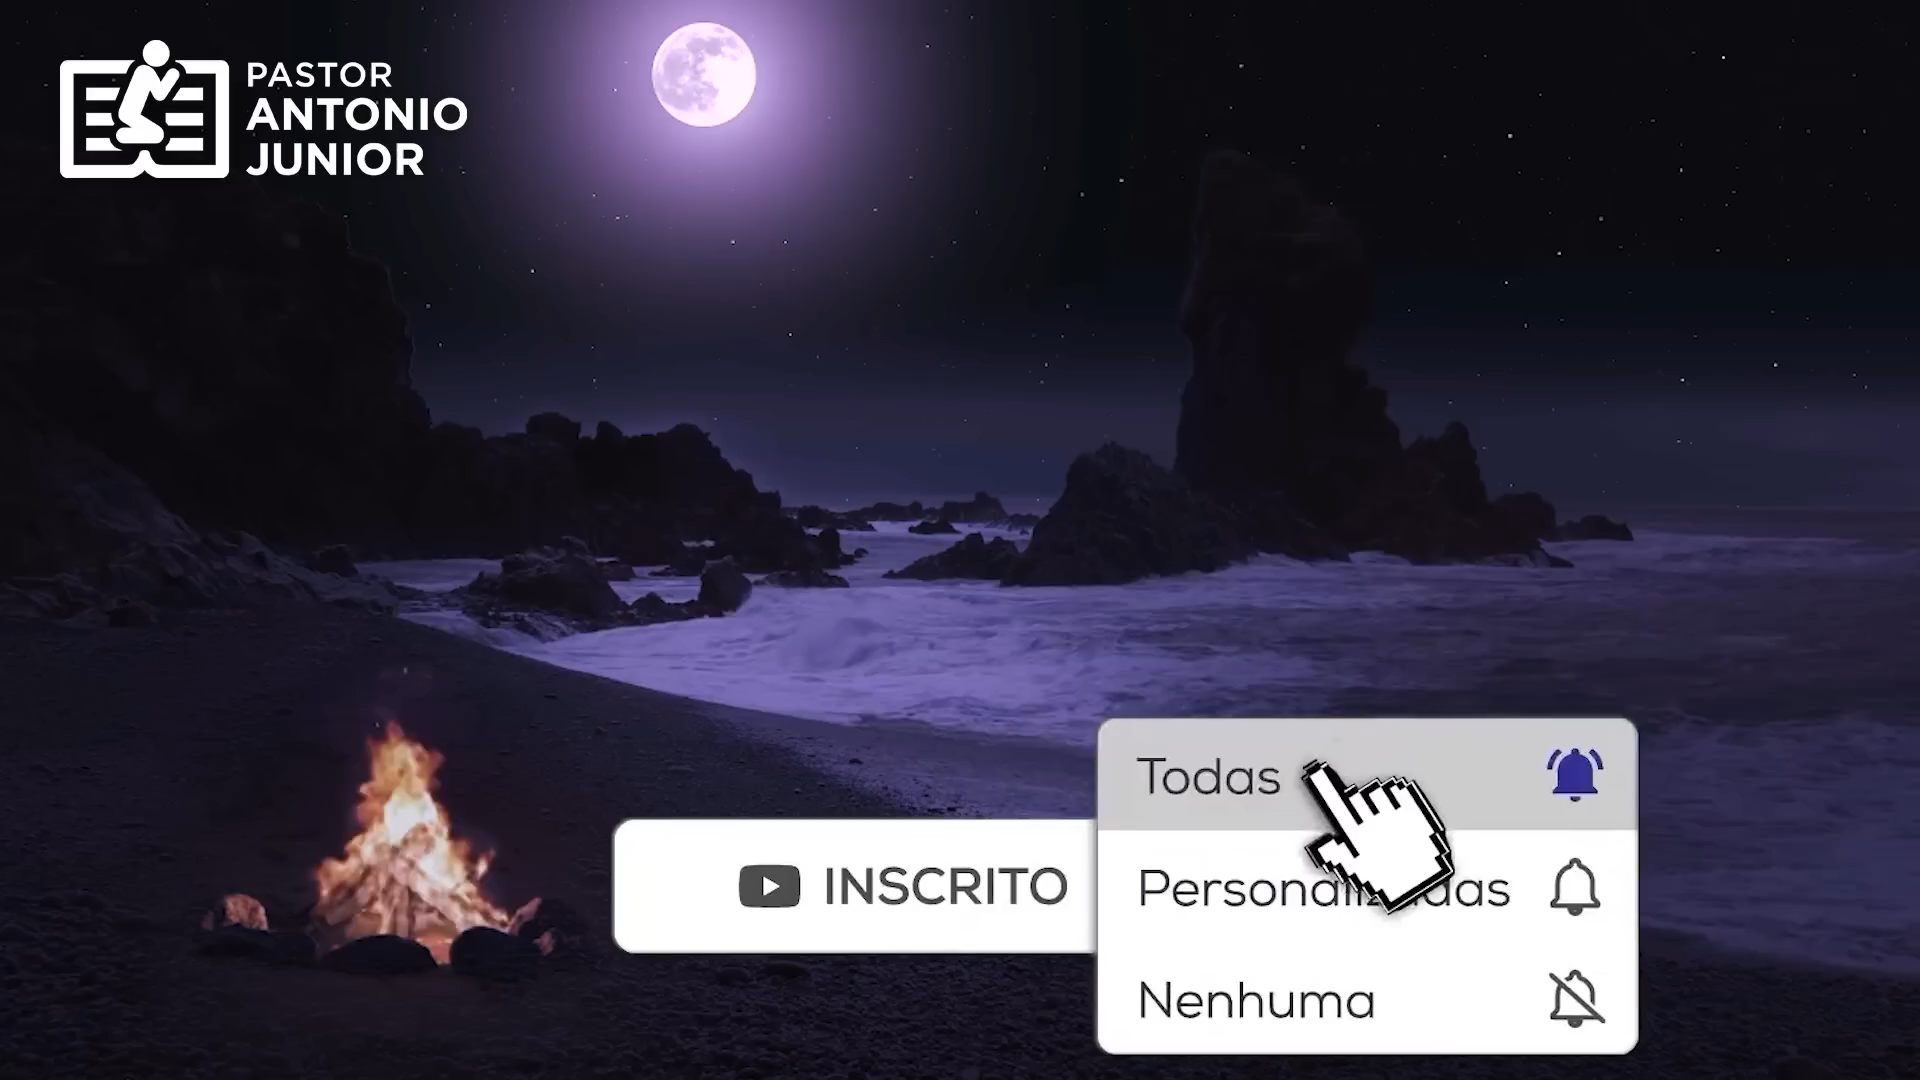 PASTOR
ANTONIO
JUNIOR
Todas
INSCRITO
Personalizadas
Nenhuma